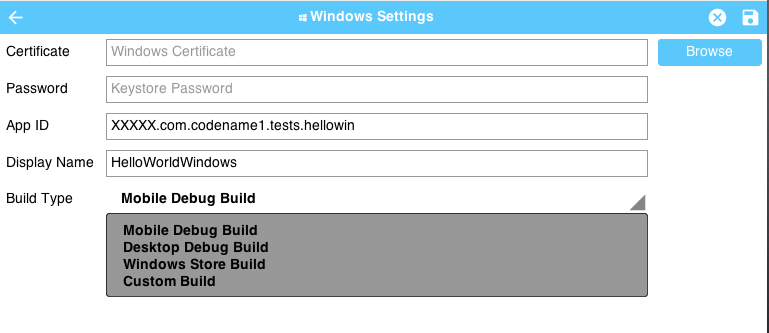 Windows Settings
Certificate Windows Certificate Browse
Password Keystore Password
App ID XXXXX.com.codename1.tests.hellowin
Display Name HelloWorldWindows
Build Type Mobile Debug Build
Mobile Debug Build
Desktop Debug Build
Windows Store Build
Custom Build